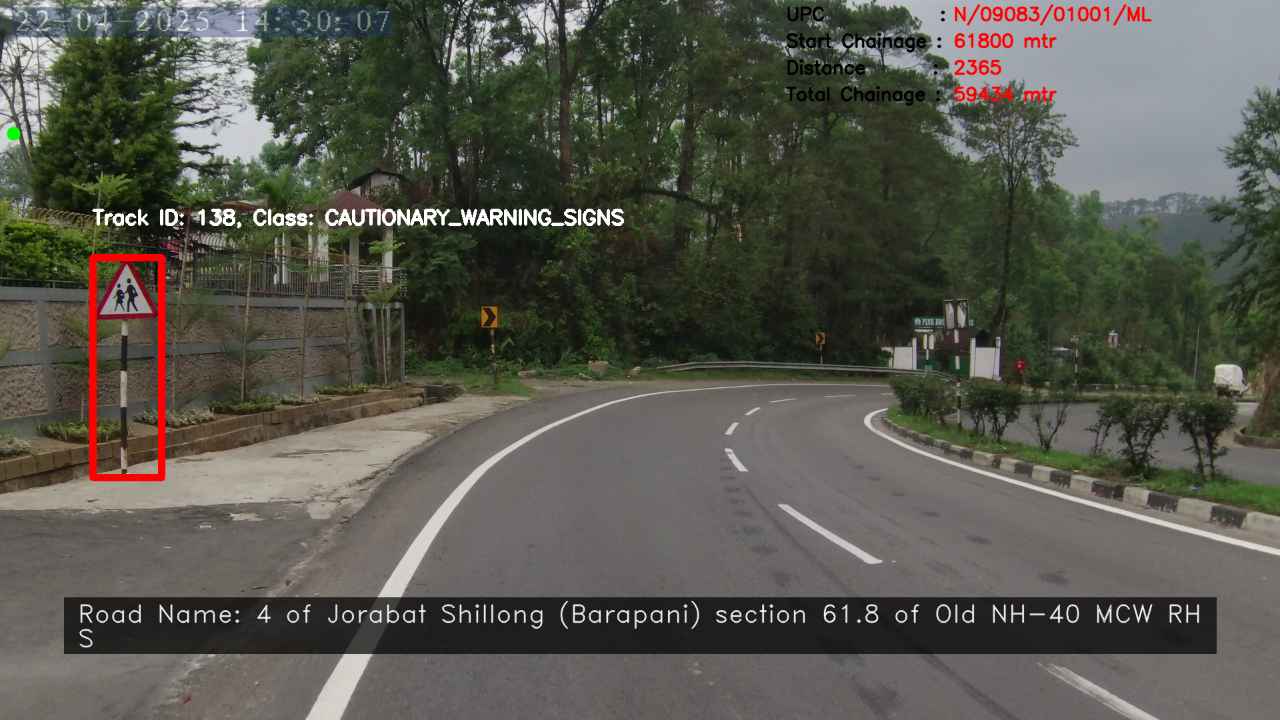 22-04-2025 14:30:07
UPC : N/09083/01001/ML
Start Chainage : 61800 mtr
Distance : 2365
Total Chainage : 59434 mtr
Track ID: 138, Class: CAUTIONARY_WARNING_SIGNS
Road Name: 4 of Jorabat Shillong (Barapani) section 61.8 of Old NH-40 MCW RH
S